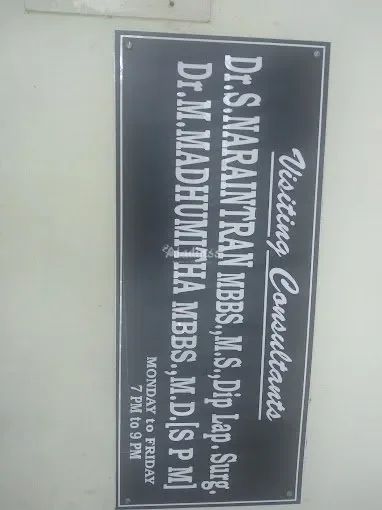 Visiting Consultants
Dr.S.NARAINTRAN MBBS.,M.S.,Dip Lap. Surg.
Dr.M.MADHUMITHA MBBS.,M.D.[S P M]
MONDAY to FRIDAY
7 PM to 9 PM